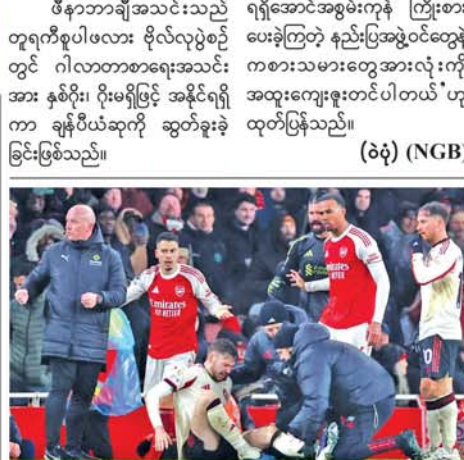 ဖီနာဘာချီအသင်းသည်
တူရကီစူပါဖလား ဗိုလ်လုပွဲစဉ်
တွင် ဂါလာတာစာရေးအသင်း
အား နှစ်ဂိုး၊ ဂိုးမရှိဖြင့် အနိုင်ရရှိ
ကာ ချန်ပီယံဆုကို ဆွတ်ခူးခဲ့
ခြင်းဖြစ်သည်။
ရရှိအောင်အစွမ်းကုန် ကြိုးစား
ပေးခဲ့ကြတဲ့ နည်းပြအဖွဲ့ဝင်တွေနဲ့
ကစားသမားတွေအားလုံးကို
အထူးကျေးဇူးတင်ပါတယ်"ဟု
ထုတ်ပြန်သည်။
(ဝဲပုံ) (NGB)
Emirates
FLY BETTER
Emirates
FLY BETTER
10